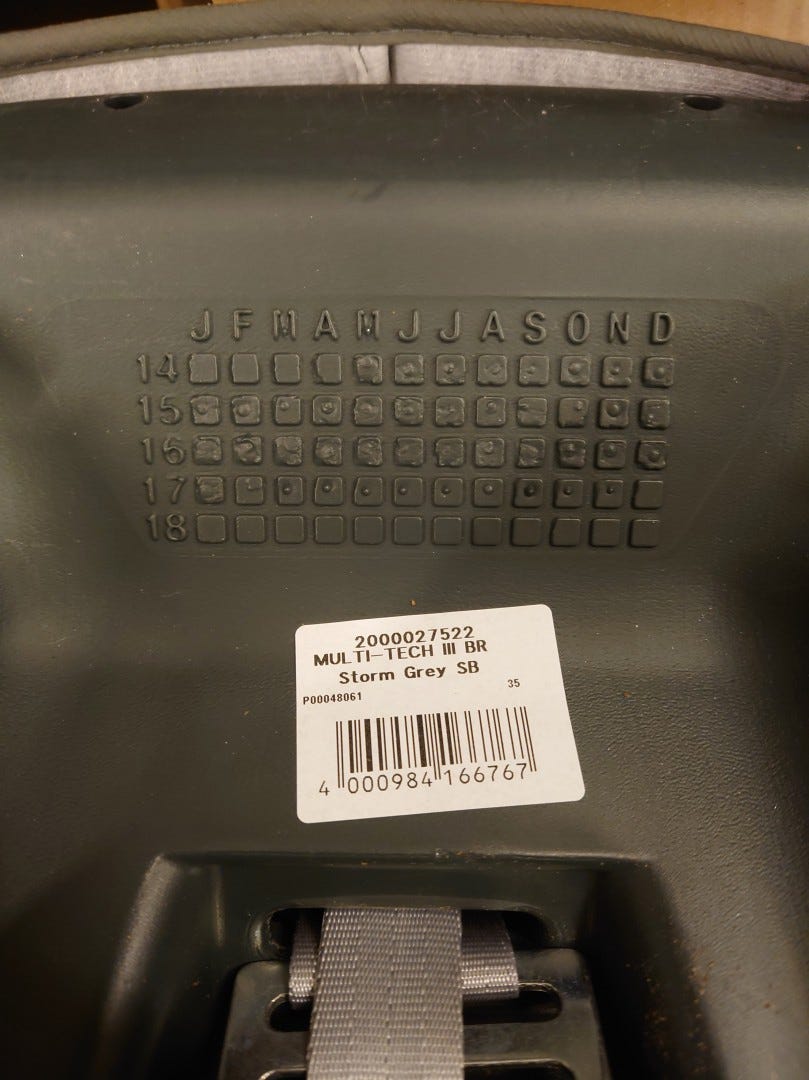 J F M A M J J A S O N D
14
15
16
17
18
2000027522
MULTI-TECH III BR
Storm Grey SB
P00048061 35
4 000984 166767